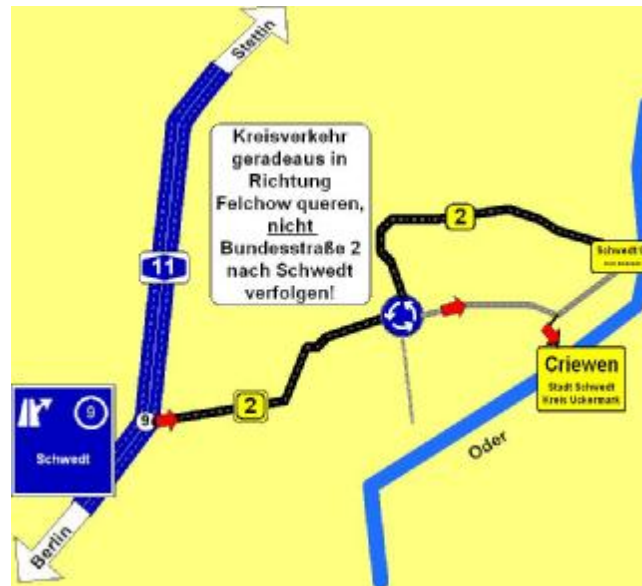 Stettin
Kreisverkehr
geradeaus in
Richtung
Felchow queren,
nicht
Bundesstraße 2
nach Schwedt
verfolgen!
2
11
Criewen
Stadt Schwedt
Kreis Uckermark
9
Schwedt
9
2
Oder
Berlin